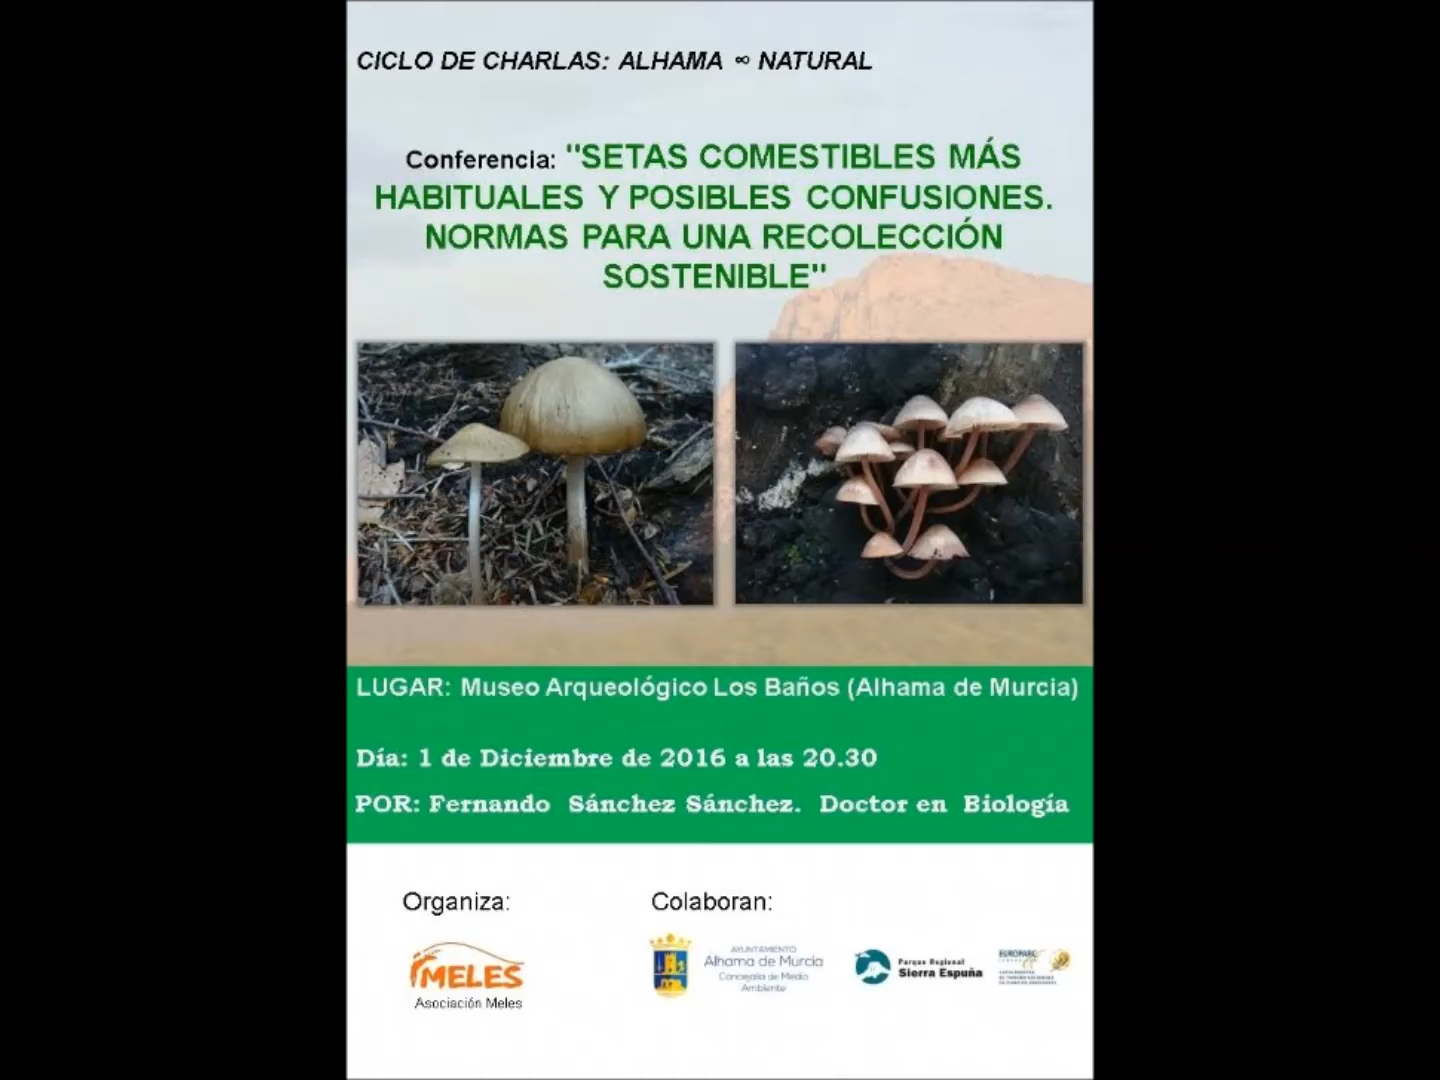 CICLO DE CHARLAS: ALHAMA ∞ NATURAL
Conferencia: "SETAS COMESTIBLES MÁS
HABITUALES Y POSIBLES CONFUSIONES.
NORMAS PARA UNA RECOLECCIÓN
SOSTENIBLE"
LUGAR: Museo Arqueológico Los Baños (Alhama de Murcia)
Día: 1 de Diciembre de 2016 a las 20.30
POR: Fernando Sánchez Sánchez. Doctor en Biología
Organiza:
Colaboran:
MELES
Asociación Meles
AYUNTAMIENTO
Alhama de Murcia
Concejalía de Medio
Ambiente
Parque Regional
Sierra Espuña
EUROPARC